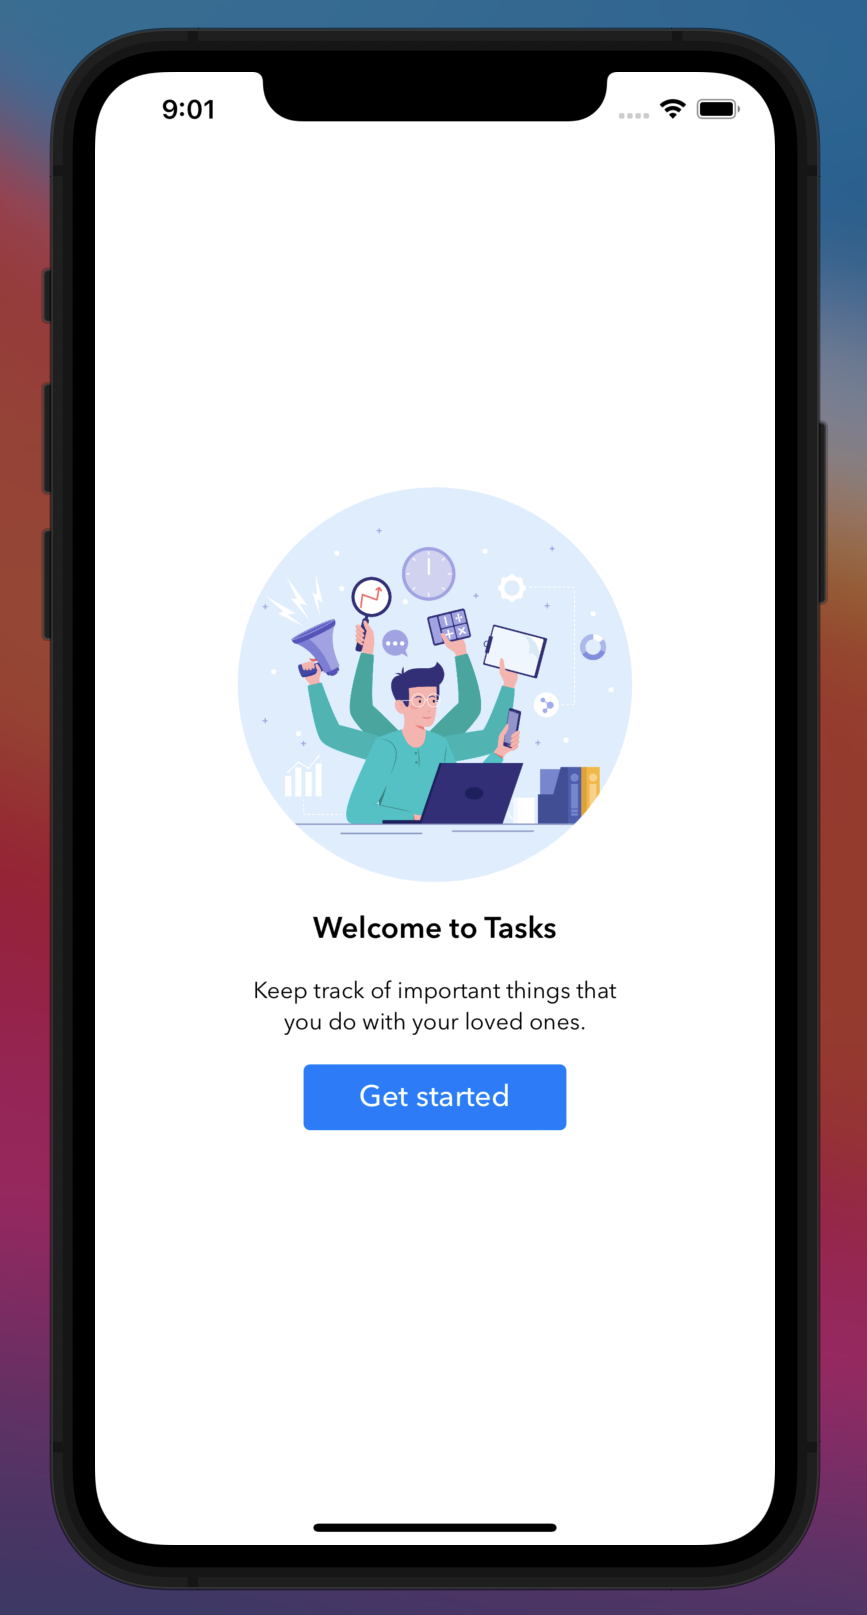 9:01
Welcome to Tasks
Keep track of important things that
you do with your loved ones.
Get started